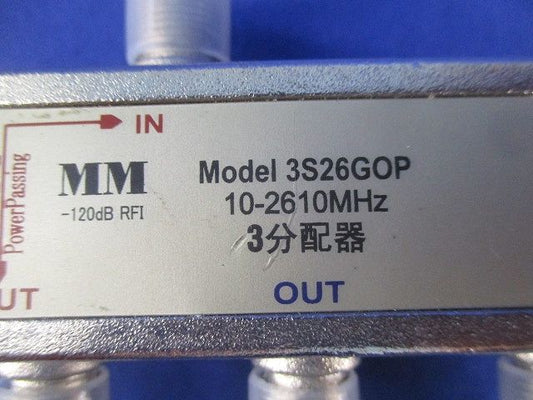 IN
MM
-120dB RFI
PowerPassing
Model 3S26GOP
10-2610MHz
3分配器
UT
OUT